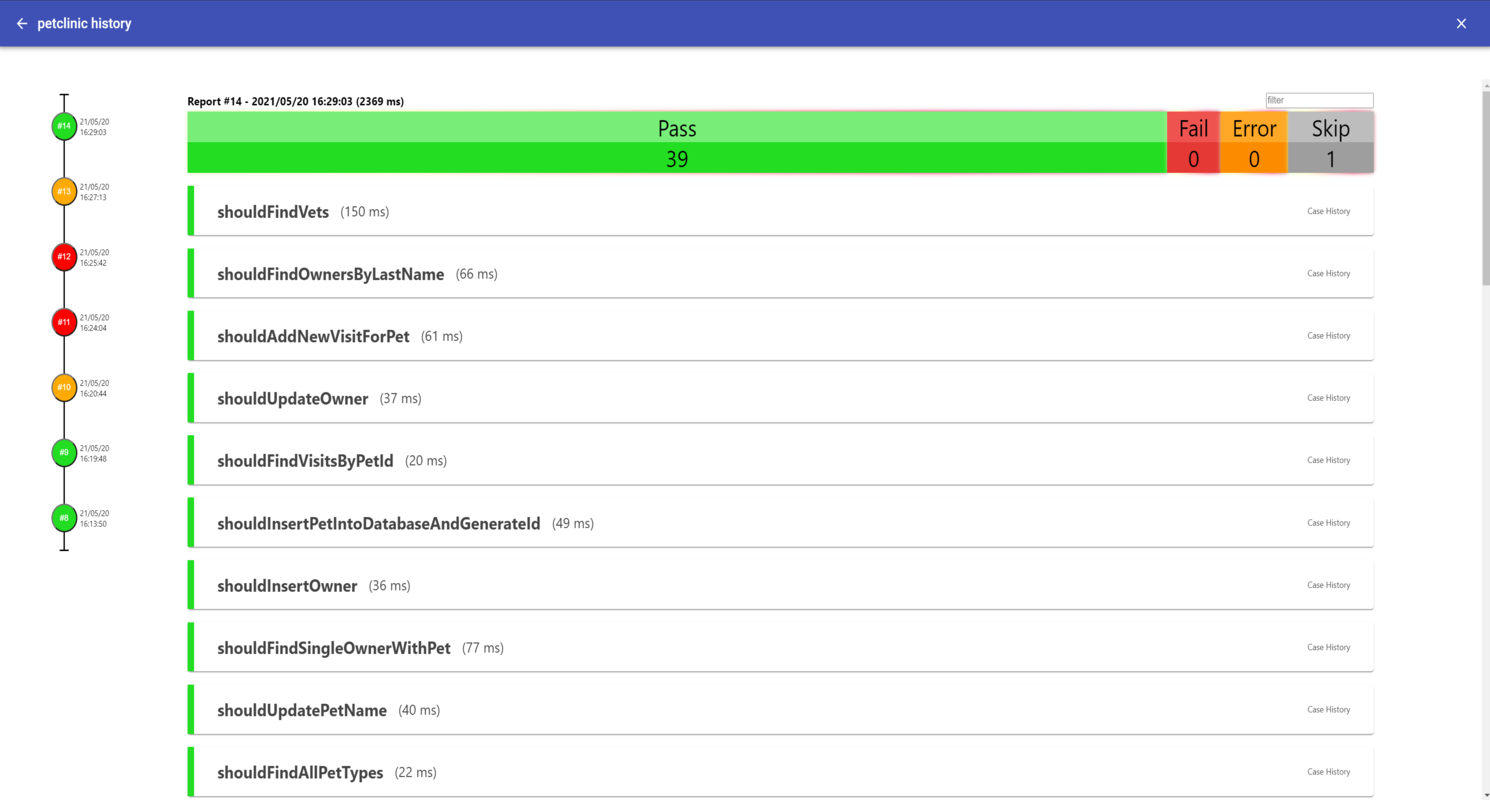 petclinic history
#14
21/05/20
16:29:03
#13
21/05/20
16:27:13
#12
21/05/20
16:25:42
#11
21/05/20
16:24:04
#10
21/05/20
16:20:44
#9
21/05/20
16:19:48
#8
21/05/20
16:13:50
Report #14 - 2021/05/20 16:29:03 (2369 ms)
filter
Pass Fail Error Skip
39 0 0 1
shouldFindVets (150 ms) Case History
shouldFindOwnersByLastName (66 ms) Case History
shouldAddNewVisitForPet (61 ms) Case History
shouldUpdateOwner (37 ms) Case History
shouldFindVisitsByPetId (20 ms) Case History
shouldInsertPetIntoDatabaseAndGenerateId (49 ms) Case History
shouldInsertOwner (36 ms) Case History
shouldFindSingleOwnerWithPet (77 ms) Case History
shouldUpdatePetName (40 ms) Case History
shouldFindAllPetTypes (22 ms) Case History